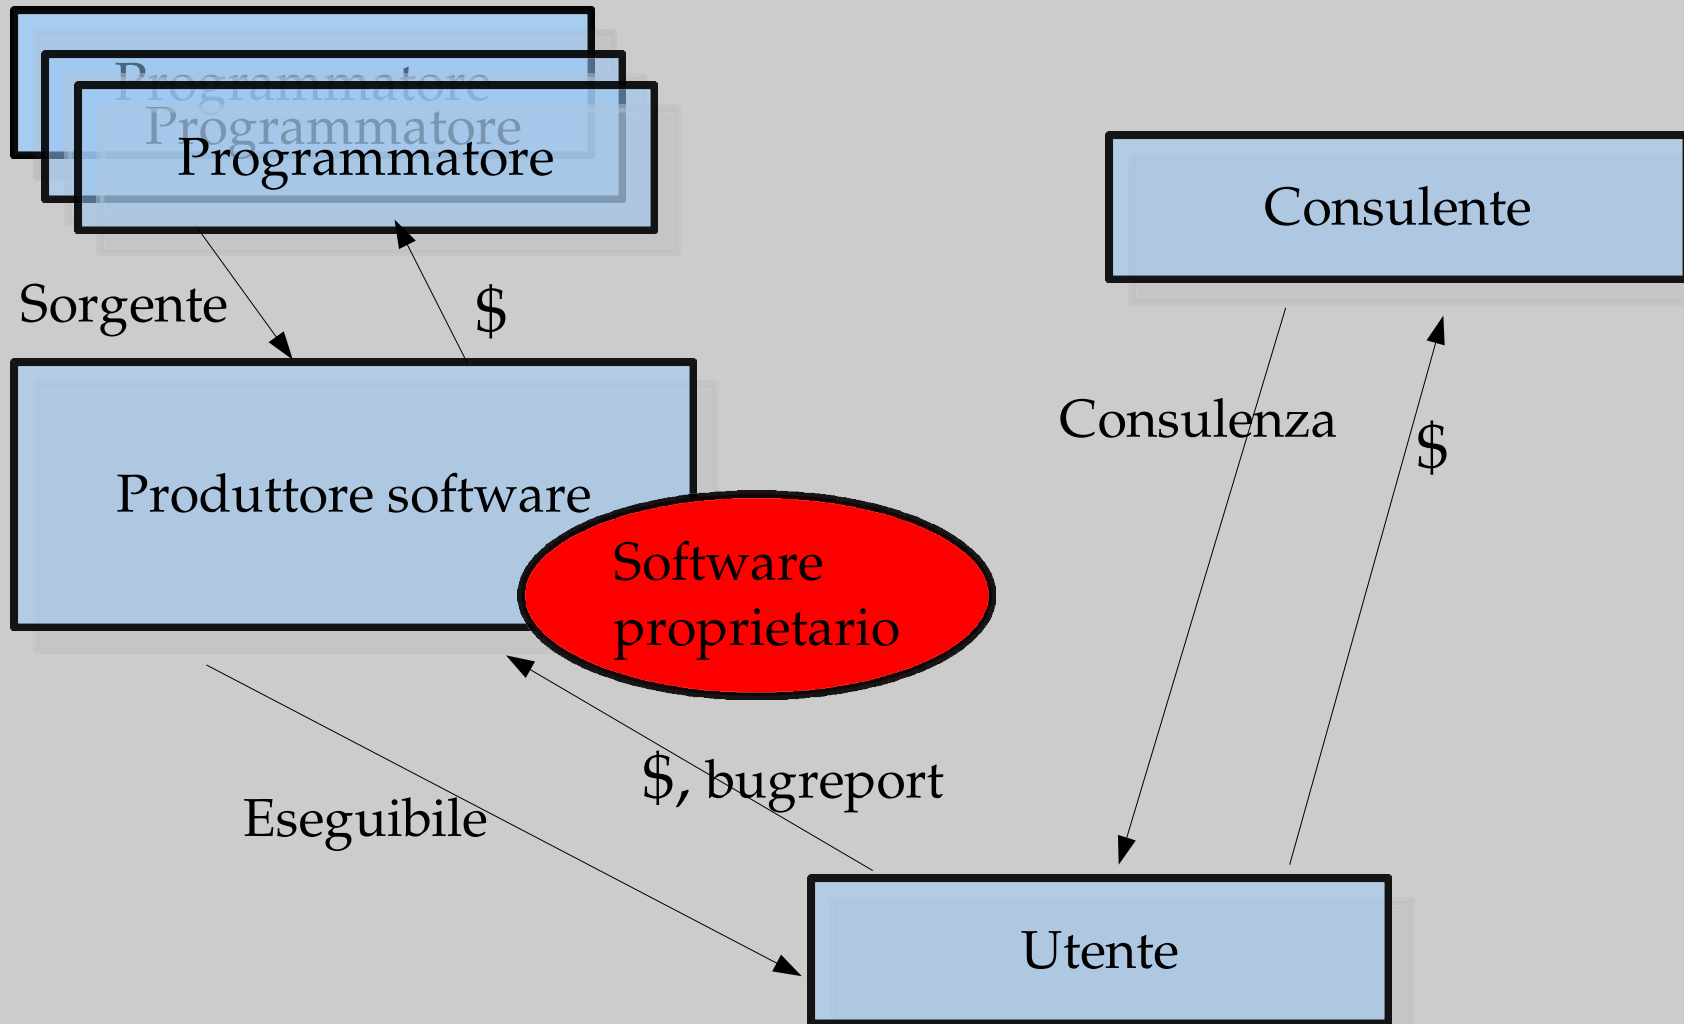 Programmatore
Programmatore
Programmatore
Consulente
Sorgente
$
Consulenza
$
Produttore software
Software
proprietario
$, bugreport
Eseguibile
Utente